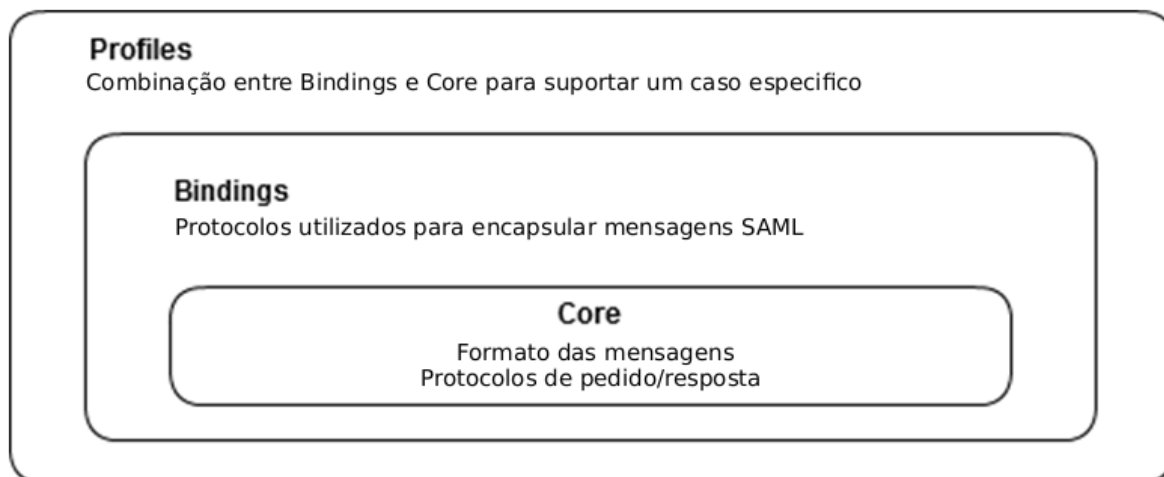 Profiles
Combinação entre Bindings e Core para suportar um caso especifico
Bindings
Protocolos utilizados para encapsular mensagens SAML
Core
Formato das mensagens
Protocolos de pedido/resposta